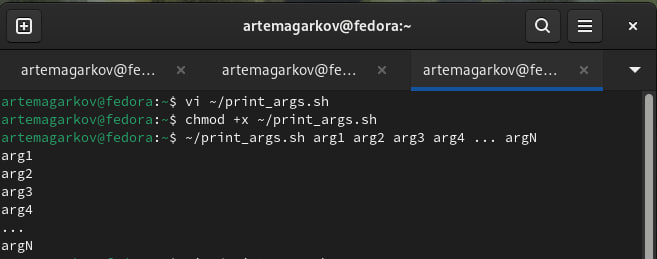 artemagarkov@fedora:~
artemagarkov@fe... artemagarkov@fe... artemagarkov@fe...
artemagarkov@fedora:~$ vi ~/print_args.sh
artemagarkov@fedora:~$ chmod +x ~/print_args.sh
artemagarkov@fedora:~$ ~/print_args.sh arg1 arg2 arg3 arg4 ... argN
arg1
arg2
arg3
arg4
...
argN